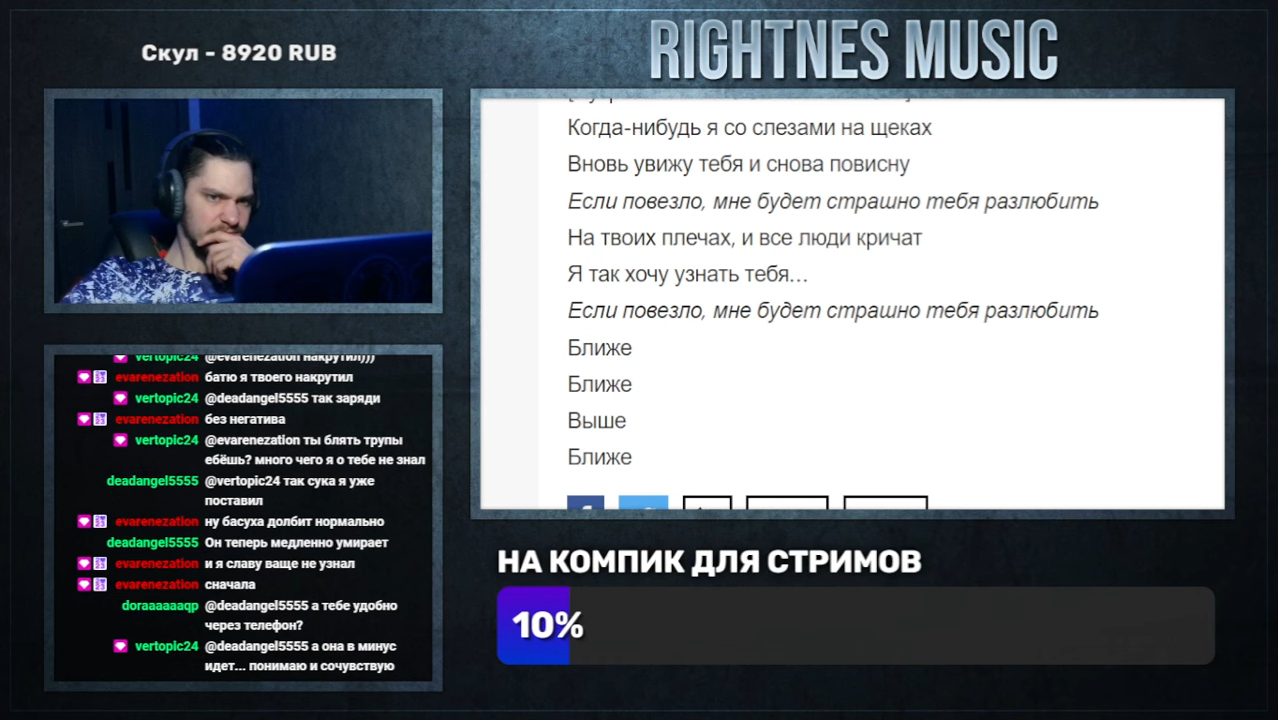 Скул - 8920 RUB
RIGHTNES MUSIC
Когда-нибудь я со слезами на щеках
Вновь увижу тебя и снова повисну
Если повезло, мне будет страшно тебя разлюбить
На твоих плечах, и все люди кричат
Я так хочу узнать тебя...
Если повезло, мне будет страшно тебя разлюбить
Ближе
Ближе
Выше
Ближе
vertopic24 @evarenezation накрутил)))
evarenezation батю я твоего накрутил
vertopic24 @deadangel5555 так заряди
evarenezation без негатива
vertopic24 @evarenezation ты блять трупы
ебёшь? много чего я о тебе не знал
deadangel5555 @vertopic24 так сука я уже
поставил
evarenezation ну басуха долбит нормально
deadangel5555 Он теперь медленно умирает
evarenezation и я славу ваще не узнал
evarenezation сначала
doraaaaaaqp @deadangel5555 а тебе удобно
через телефон?
vertopic24 @deadangel5555 а она в минус
идет... понимаю и сочувствую
НА КОМПИК ДЛЯ СТРИМОВ
10%